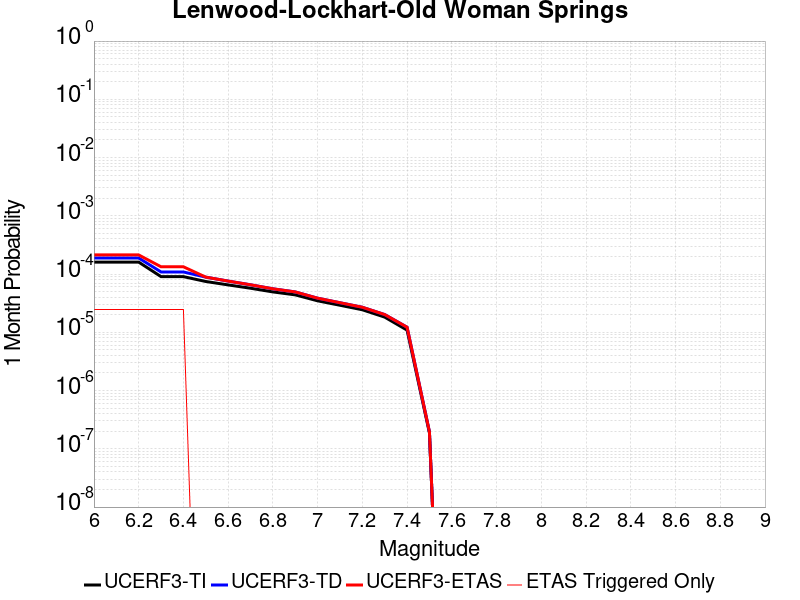 Lenwood-Lockhart-Old Woman Springs
10^0
10^-1
10^-2
10^-3
10^-4
10^-5
10^-6
10^-7
10^-8
1 Month Probability
6 6.2 6.4 6.6 6.8 7 7.2 7.4 7.6 7.8 8 8.2 8.4 8.6 8.8 9
Magnitude
UCERF3-TI UCERF3-TD UCERF3-ETAS ETAS Triggered Only